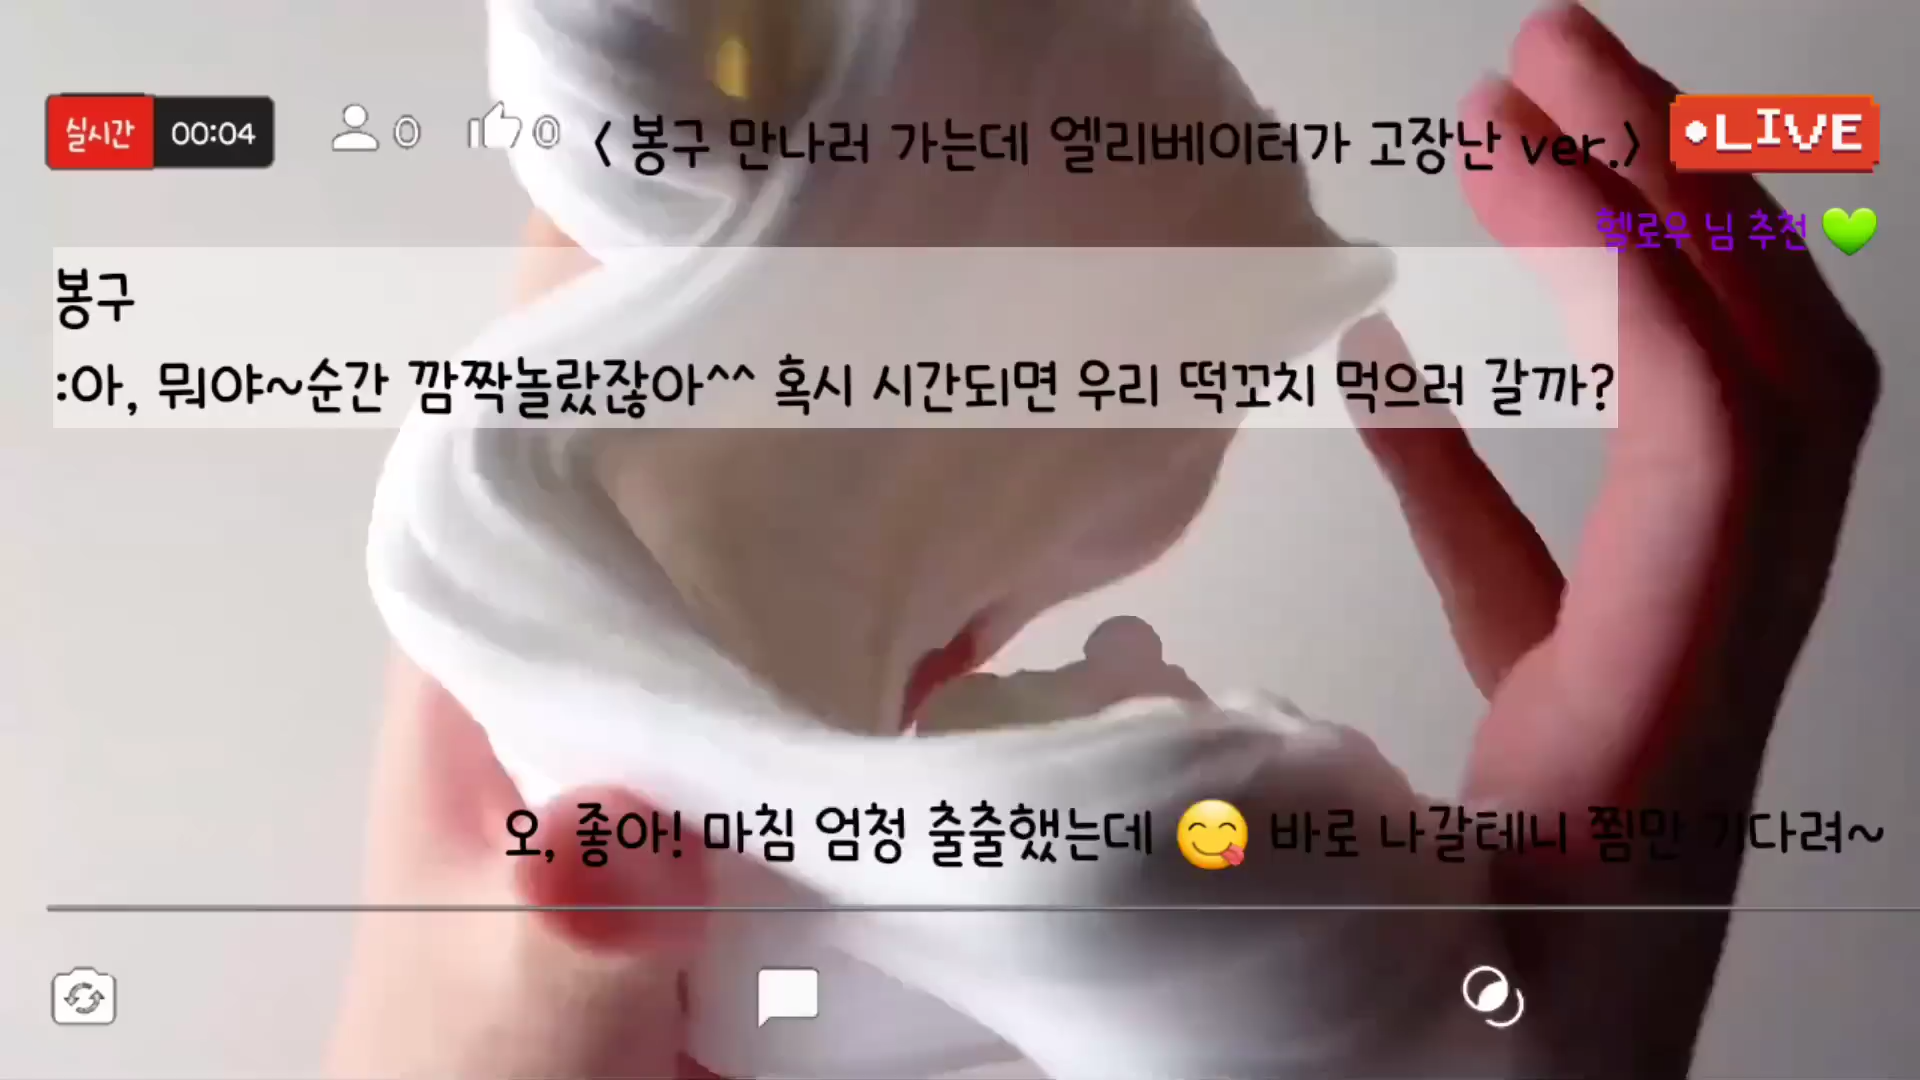 실시간 00:04 0 0 < 봉구 만나러 가는데 엘리베이터가 고장난 ver.> LIVE
헬로우 님 추천 💚
봉구
:아, 뭐야~순간 깜짝놀랐잖아^^ 혹시 시간되면 우리 떡꼬치 먹으러 갈까?
오, 좋아! 마침 엄청 출출했는데 😋 바로 나갈테니 찜만 기다려~